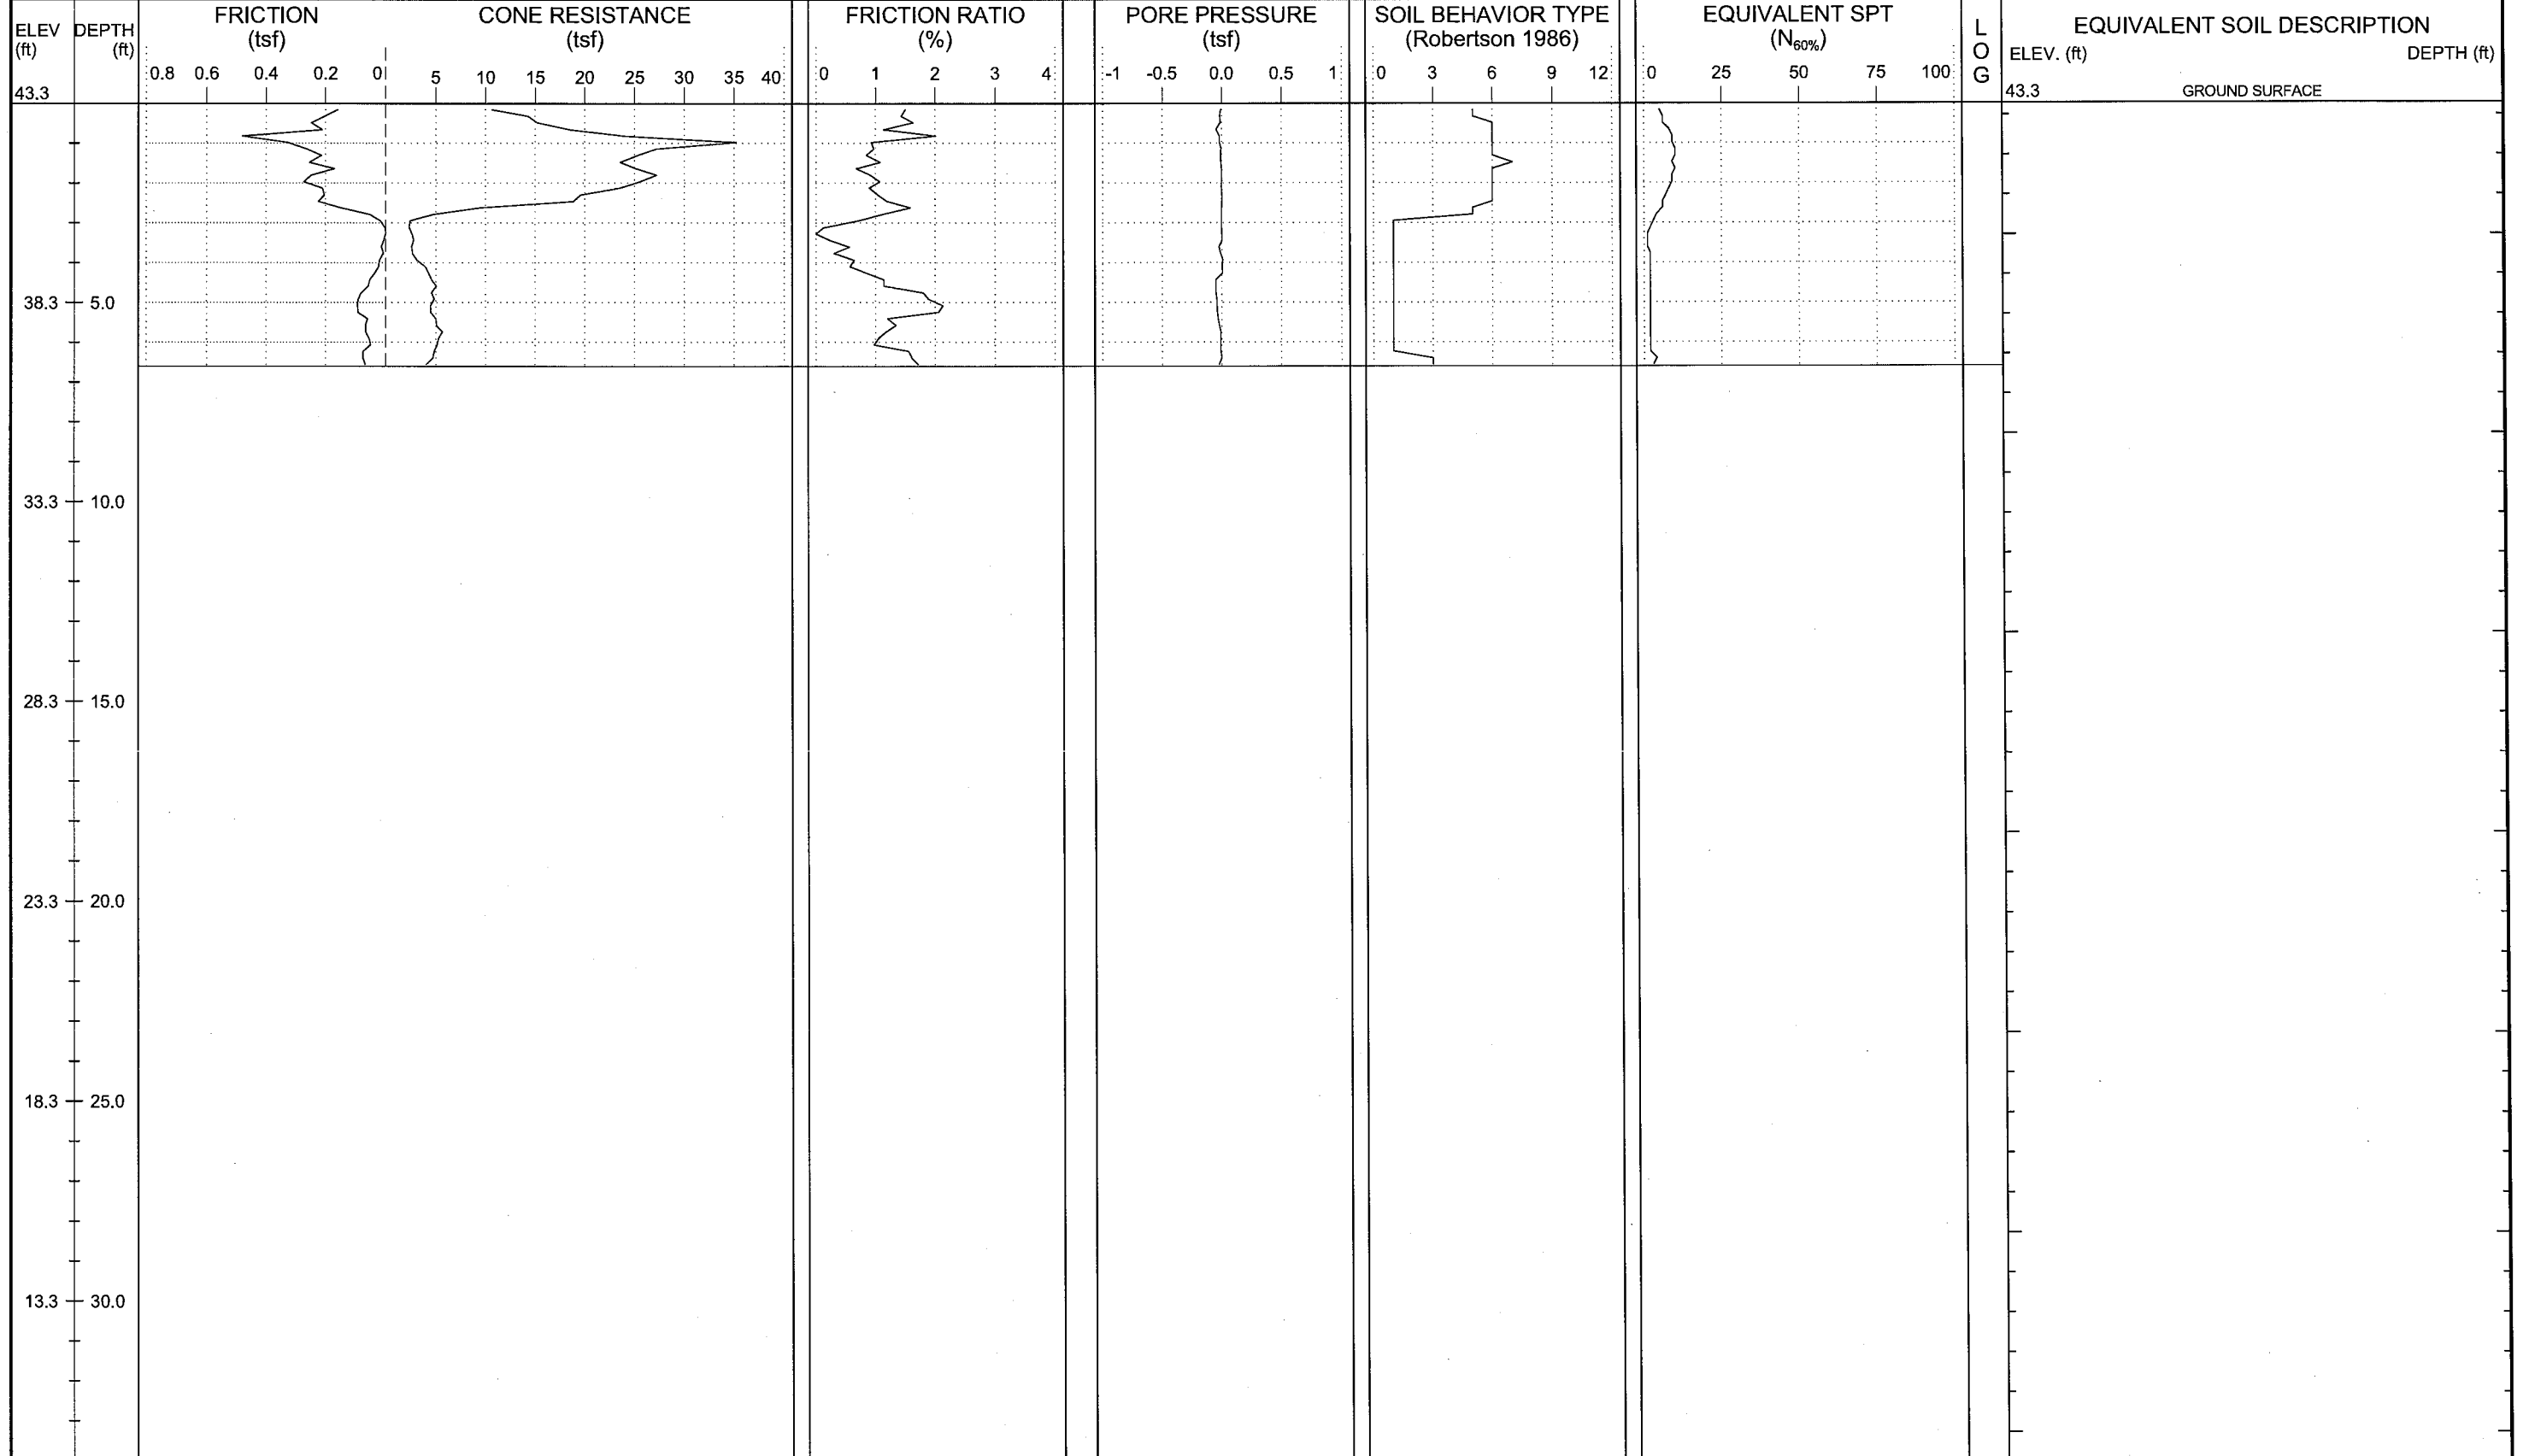 ELEV (ft)
DEPTH (ft)
FRICTION (tsf)
0.8 0.6 0.4 0.2 0
CONE RESISTANCE (tsf)
5 10 15 20 25 30 35 40
FRICTION RATIO (%)
0 1 2 3 4
PORE PRESSURE (tsf)
-1 -0.5 0.0 0.5 1
SOIL BEHAVIOR TYPE (Robertson 1986)
0 3 6 9 12
EQUIVALENT SPT (N60%)
0 25 50 75 100
LOG
EQUIVALENT SOIL DESCRIPTION
ELEV. (ft) DEPTH (ft)
43.3
43.3 GROUND SURFACE
38.3 5.0
33.3 10.0
28.3 15.0
23.3 20.0
18.3 25.0
13.3 30.0